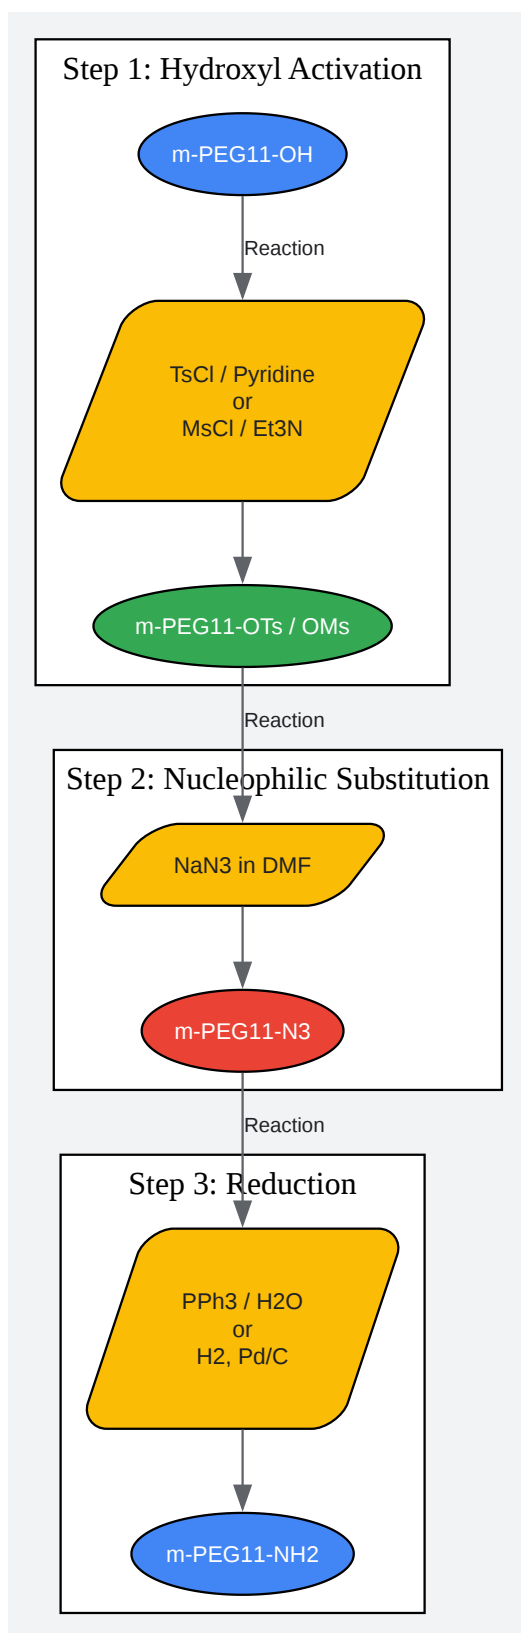 Step 1: Hydroxyl Activation
m-PEG11-OH
Reaction
TsCl / Pyridine
or
MsCl / Et3N
m-PEG11-OTs / OMs
Reaction
Step 2: Nucleophilic Substitution
NaN3 in DMF
m-PEG11-N3
Reaction
Step 3: Reduction
PPh3 / H2O
or
H2, Pd/C
m-PEG11-NH2